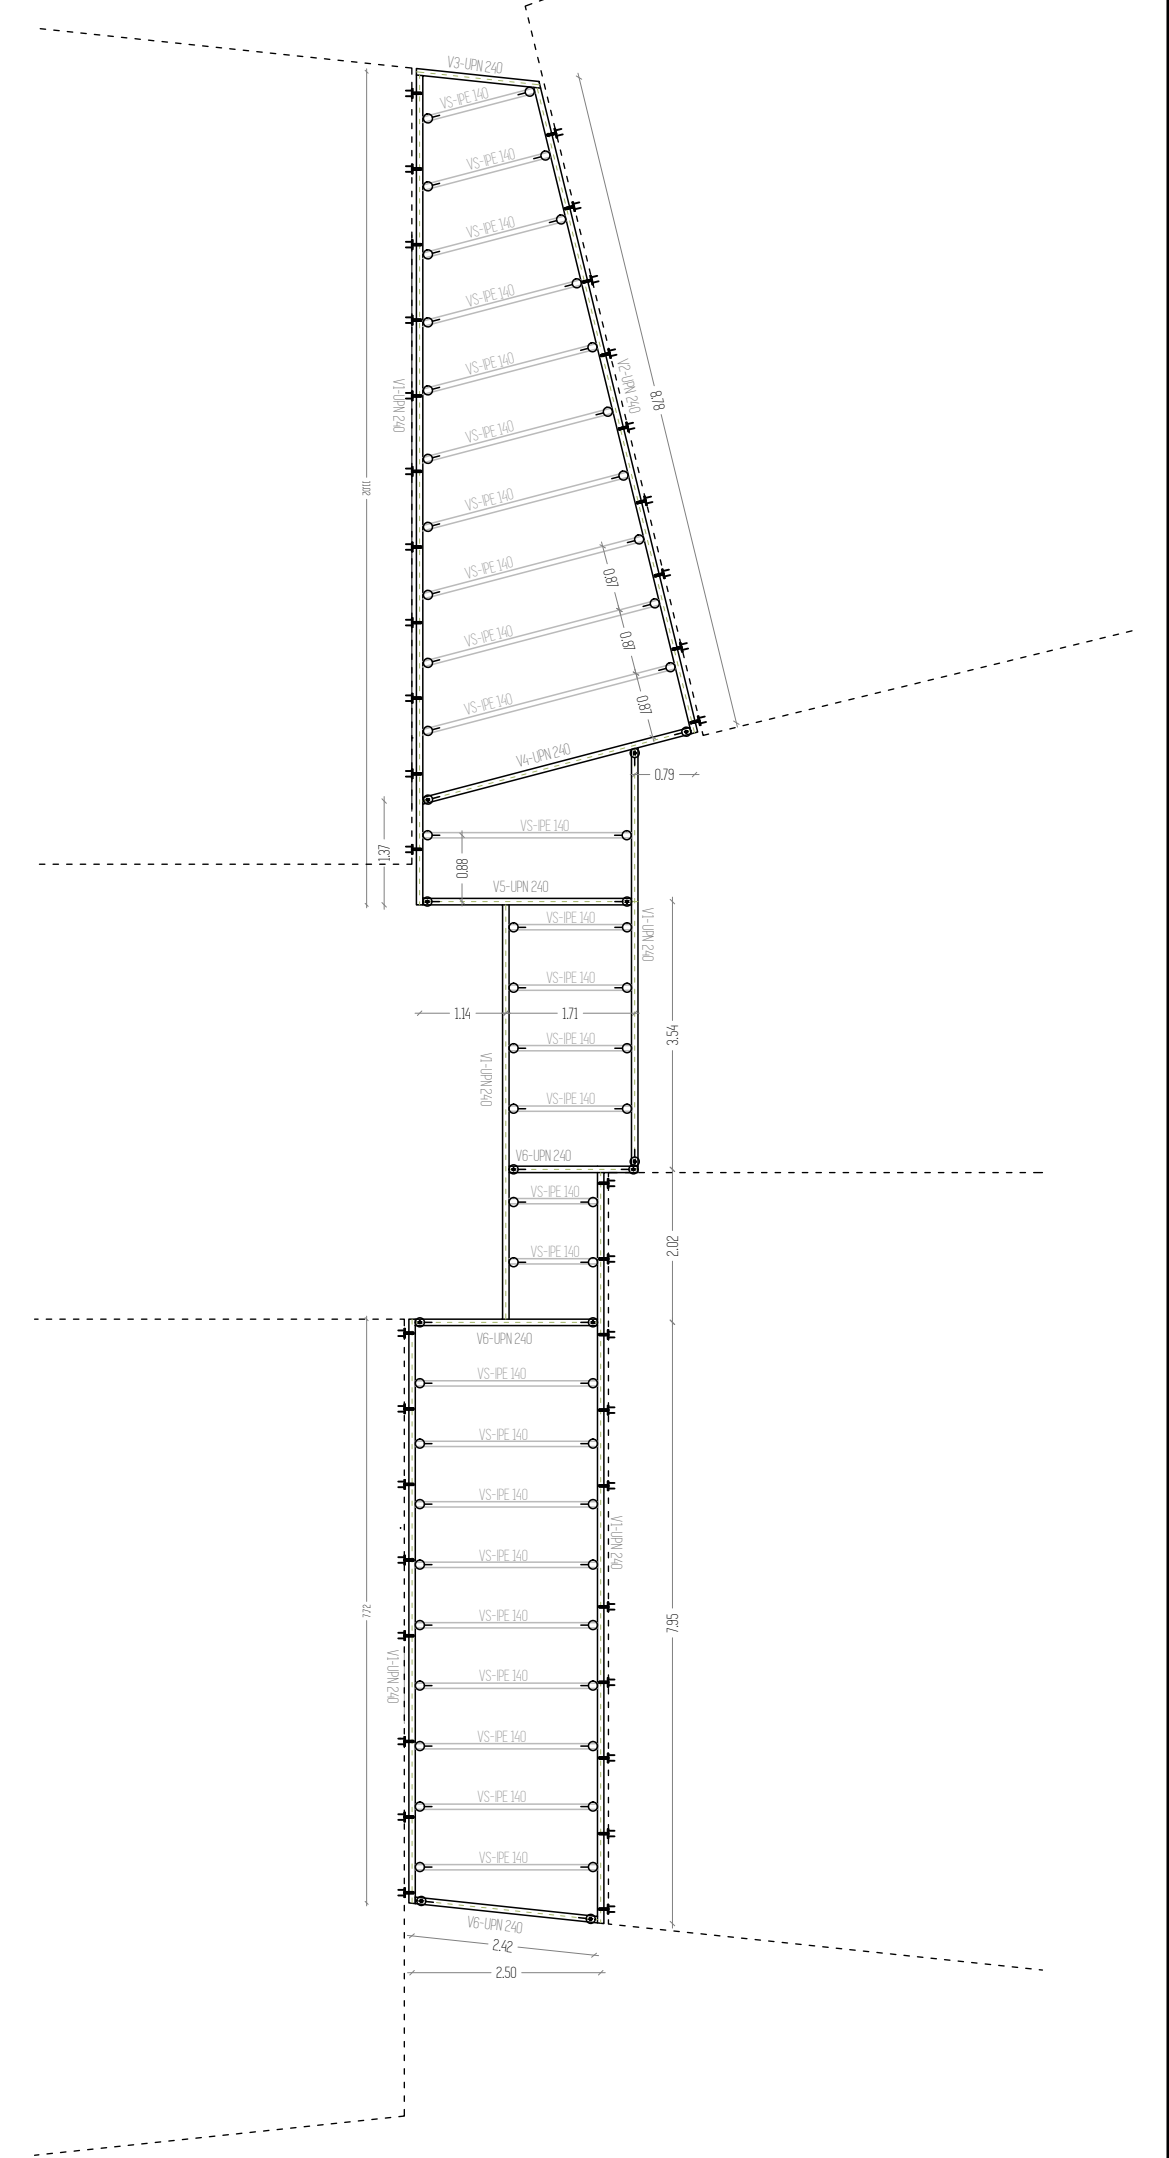 V3-UPN 240
VS-IPE 140
VS-IPE 140
VS-IPE 140
VS-IPE 140
VS-IPE 140
V1-UPN 240
V2-UPN 240
8.78
VS-IPE 140
11.02
VS-IPE 140
VS-IPE 140
0.87
VS-IPE 140
0.87
VS-IPE 140
0.87
V4-UPN 240
0.79
VS-IPE 140
1.37
0.88
V5-UPN 240
VS-IPE 140
V1-UPN 240
VS-IPE 140
1.14
1.71
3.54
VS-IPE 140
V1-UPN 240
VS-IPE 140
V6-UPN 240
VS-IPE 140
2.02
VS-IPE 140
V6-UPN 240
VS-IPE 140
VS-IPE 140
VS-IPE 140
V1-UPN 240
VS-IPE 140
7.72
VS-IPE 140
7.95
VS-IPE 140
V1-UPN 240
VS-IPE 140
VS-IPE 140
VS-IPE 140
V6-UPN 240
2.42
2.50